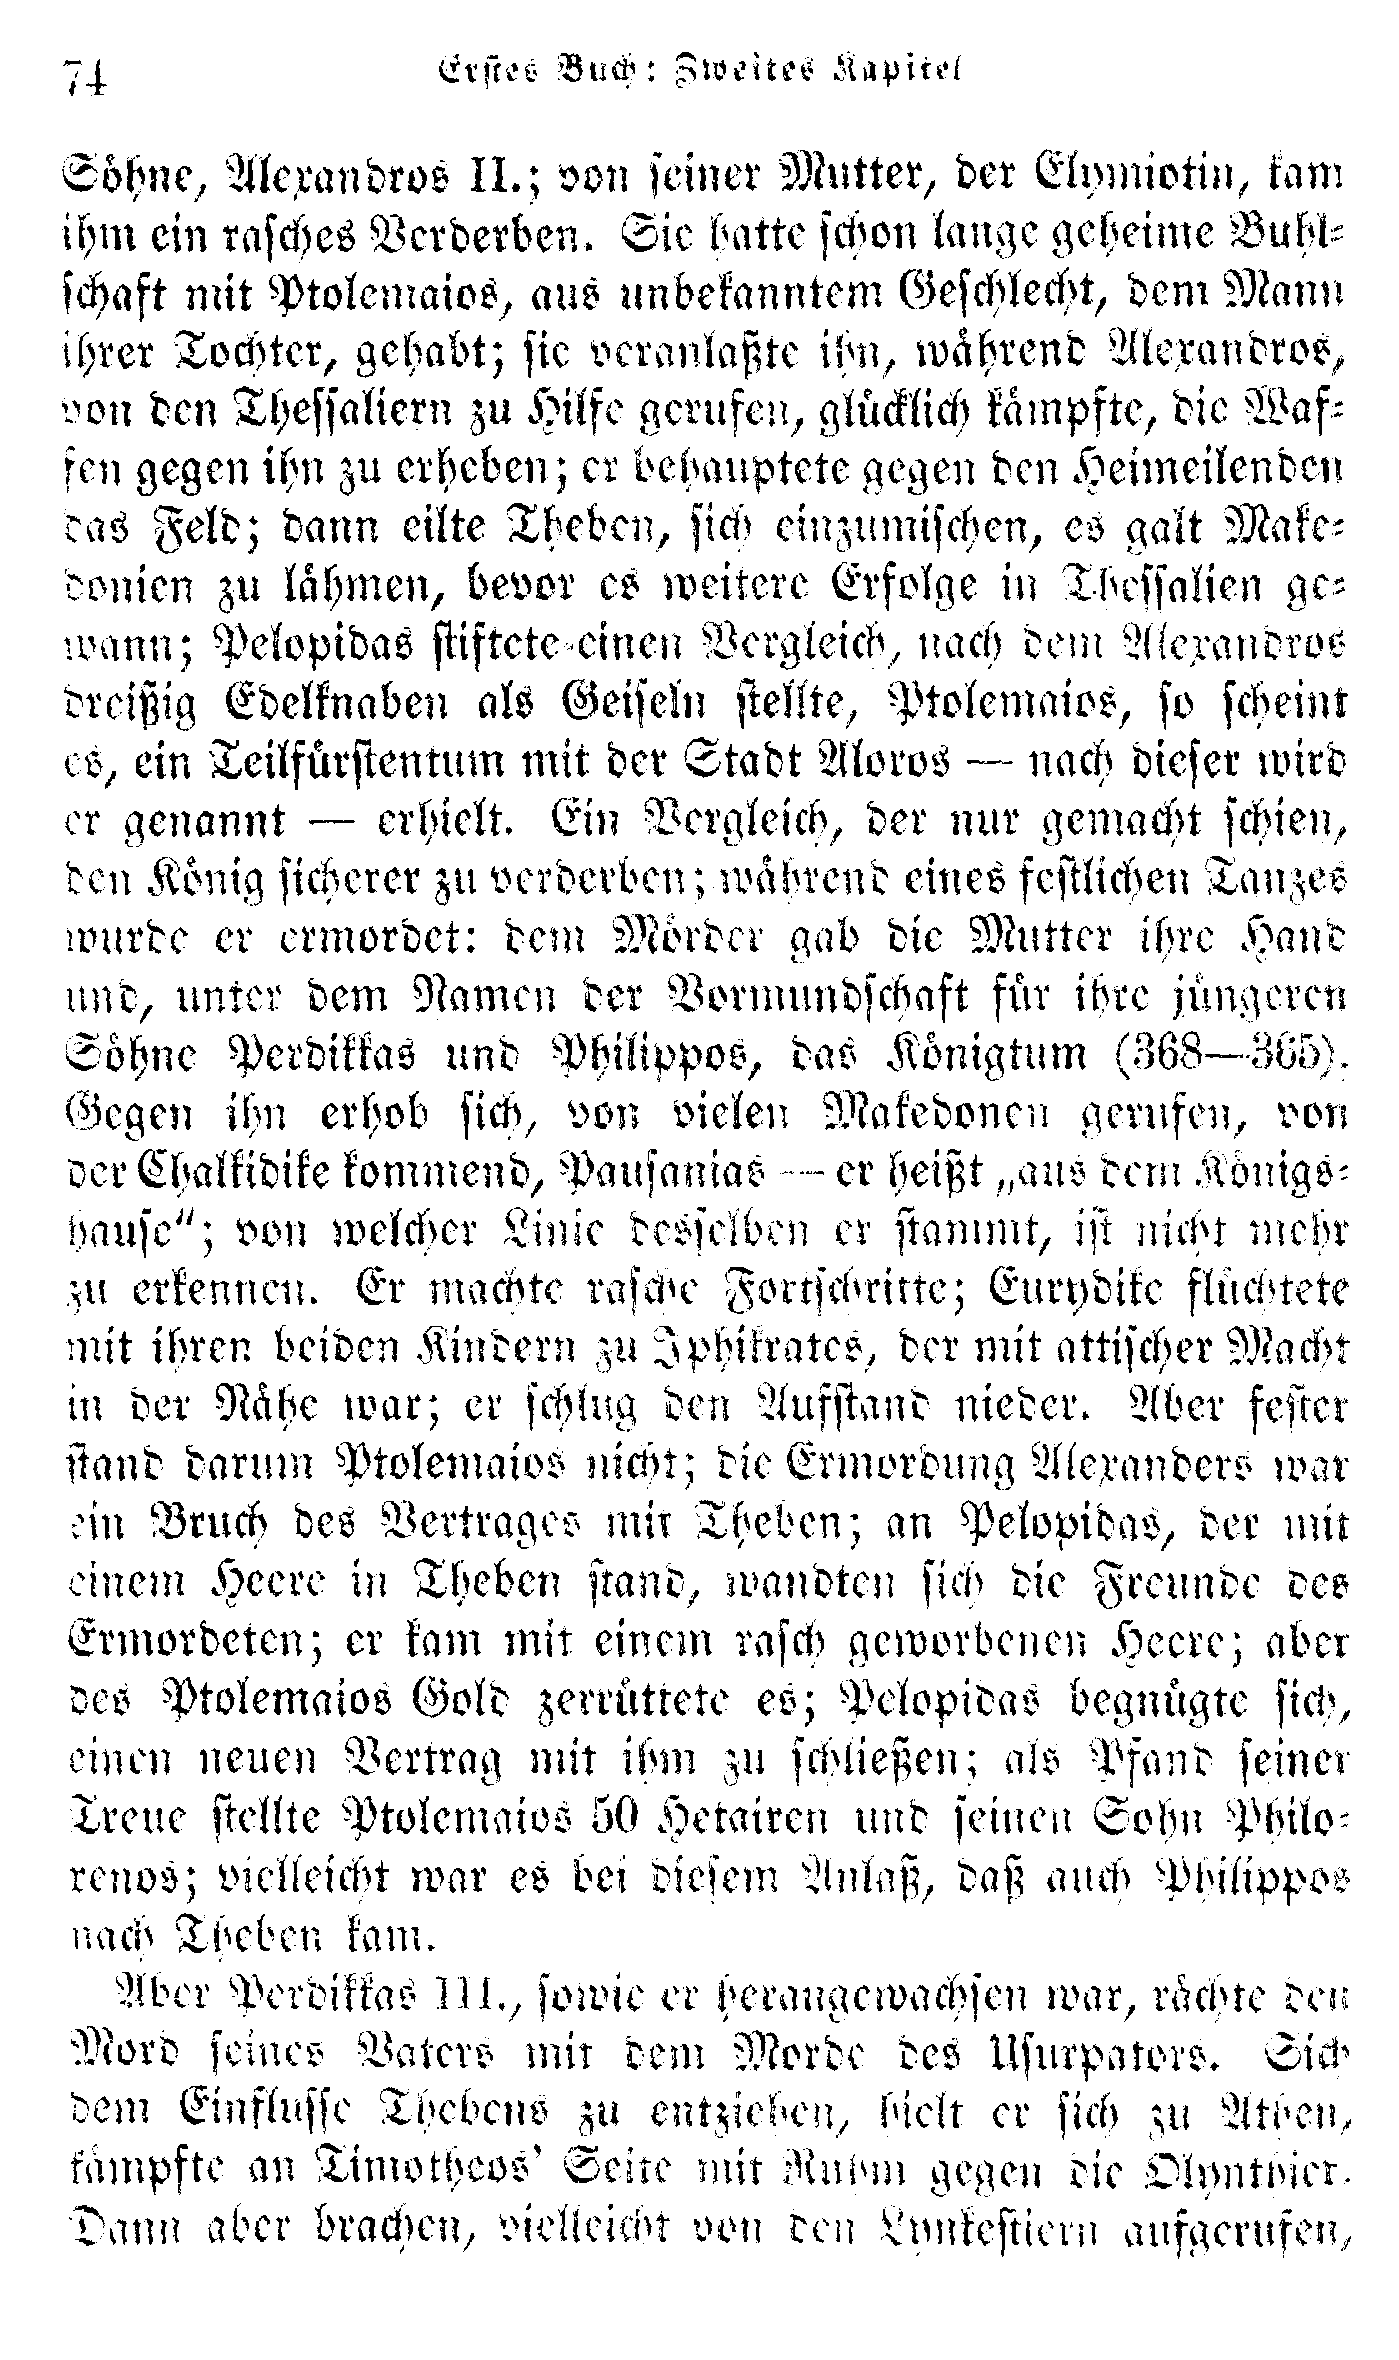 74
Erstes Buch: Zweites Kapitel
Söhne, Alexandros II.; von seiner Mutter, der Elymiotin, kam
ihm ein rasches Verderben. Sie hatte schon lange geheime Buhl-
schaft mit Ptolemaios, aus unbekanntem Geschlecht, dem Mann
ihrer Tochter, gehabt; sie veranlaßte ihn, während Alexandros,
von den Thessaliern zu Hilfe gerufen, glücklich kämpfte, die Waf-
fen gegen ihn zu erheben; er behauptete gegen den Heimeilenden
das Feld; dann eilte Theben, sich einzumischen, es galt Make-
donien zu lähmen, bevor es weitere Erfolge in Thessalien ge-
wann; Pelopidas stiftete einen Vergleich, nach dem Alexandros
dreißig Edelknaben als Geiseln stellte, Ptolemaios, so scheint
es, ein Teilfürstentum mit der Stadt Aloros — nach dieser wird
er genannt — erhielt. Ein Vergleich, der nur gemacht schien,
den König sicherer zu verderben; während eines festlichen Tanzes
wurde er ermordet: dem Mörder gab die Mutter ihre Hand
und, unter dem Namen der Vormundschaft für ihre jüngeren
Söhne Perdikkas und Philippos, das Königtum (368—365).
Gegen ihn erhob sich, von vielen Makedonen gerufen, von
der Chalkidike kommend, Pausanias — er heißt „aus dem Königs-
hause“; von welcher Linie desselben er stammt, ist nicht mehr
zu erkennen. Er machte rasche Fortschritte; Eurydike flüchtete
mit ihren beiden Kindern zu Iphikrates, der mit attischer Macht
in der Nähe war; er schlug den Aufstand nieder. Aber fester
stand darum Ptolemaios nicht; die Ermordung Alexanders war
ein Bruch des Vertrages mit Theben; an Pelopidas, der mit
einem Heere in Theben stand, wandten sich die Freunde des
Ermordeten; er kam mit einem rasch geworbenen Heere; aber
des Ptolemaios Gold zerrüttete es; Pelopidas begnügte sich,
einen neuen Vertrag mit ihm zu schließen; als Pfand seiner
Treue stellte Ptolemaios 50 Hetairen und seinen Sohn Philo-
xenos; vielleicht war es bei diesem Anlaß, daß auch Philippos
nach Theben kam.
Aber Perdikkas III., sowie er herangewachsen war, rächte den
Mord seines Vaters mit dem Morde des Usurpators. Sich
dem Einflusse Thebens zu entziehen, hielt er sich zu Athen,
kämpfte an Timotheos' Seite mit Ruhm gegen die Olynthier.
Dann aber brachen, vielleicht von den Lynkestiern aufgerufen,